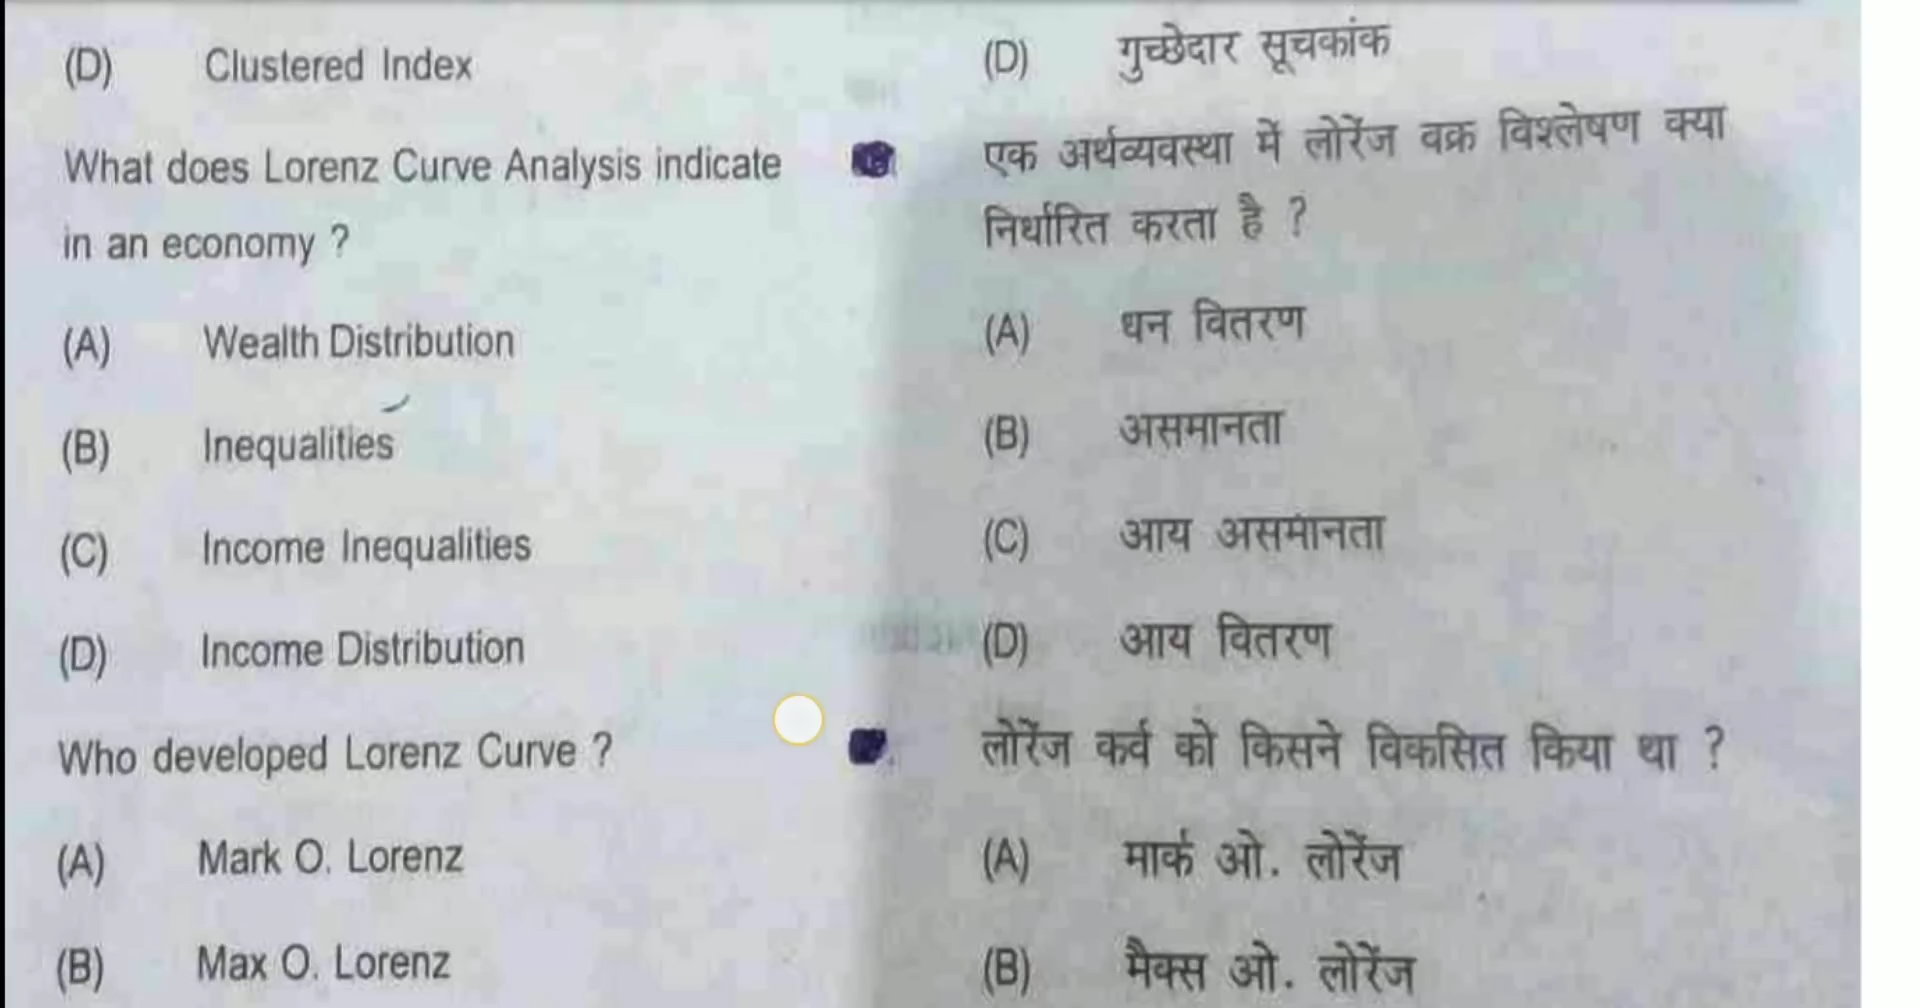 (D) Clustered Index
What does Lorenz Curve Analysis indicate
in an economy ?
(A) Wealth Distribution
(B) Inequalities
(C) Income Inequalities
(D) Income Distribution
Who developed Lorenz Curve ?
(A) Mark O. Lorenz
(B) Max O. Lorenz
(D) गुच्छेदार सूचकांक
एक अर्थव्यवस्था में लोरेंज वक्र विश्लेषण क्या
निर्धारित करता है ?
(A) धन वितरण
(B) असमानता
(C) आय असमानता
(D) आय वितरण
लोरेंज कर्व को किसने विकसित किया था ?
(A) मार्क ओ. लोरेंज
(B) मैक्स ओ. लोरेंज